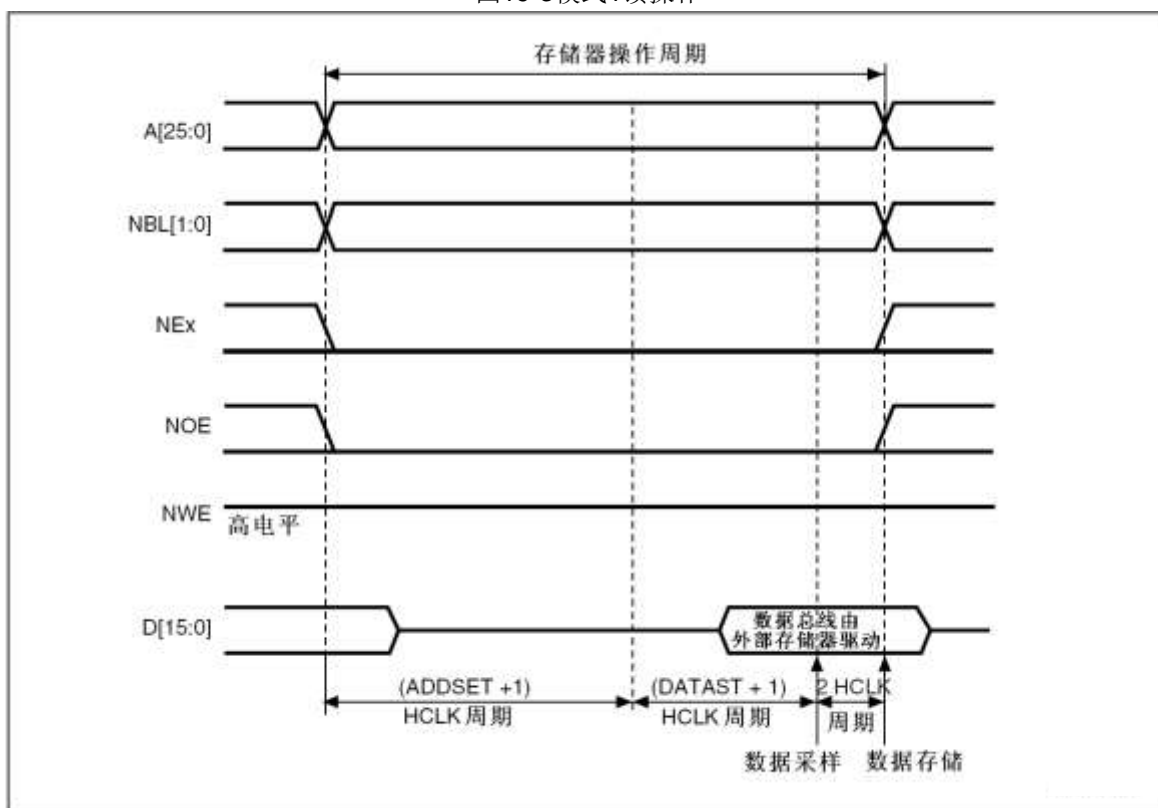 存储器操作周期
A[25:0]
NBL[1:0]
NEx
NOE
NWE
高电平
D[15:0]
数据总线由
外部存储器驱动
(ADDSET +1)
HCLK 周期
(DATAST + 1)
HCLK 周期
2 HCLK
周期
数据采样
数据存储